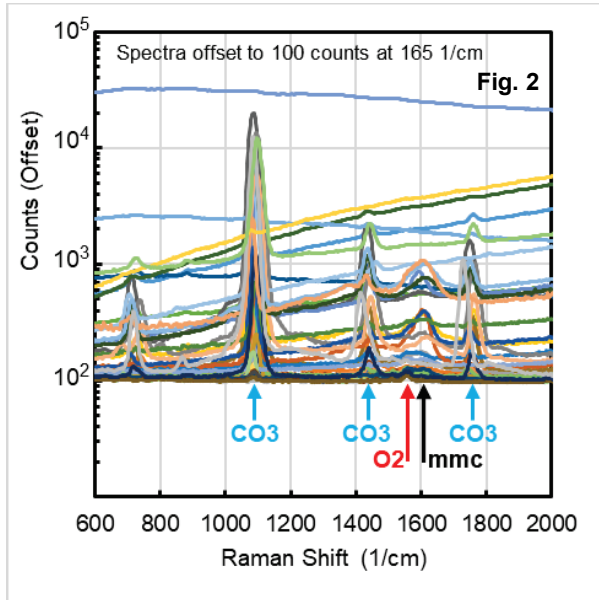 Spectra offset to 100 counts at 165 1/cm
Fig. 2
Counts (Offset)
10^5
10^4
10^3
10^2
CO3 CO3 CO3
O2 mmc
600 800 1000 1200 1400 1600 1800 2000
Raman Shift (1/cm)